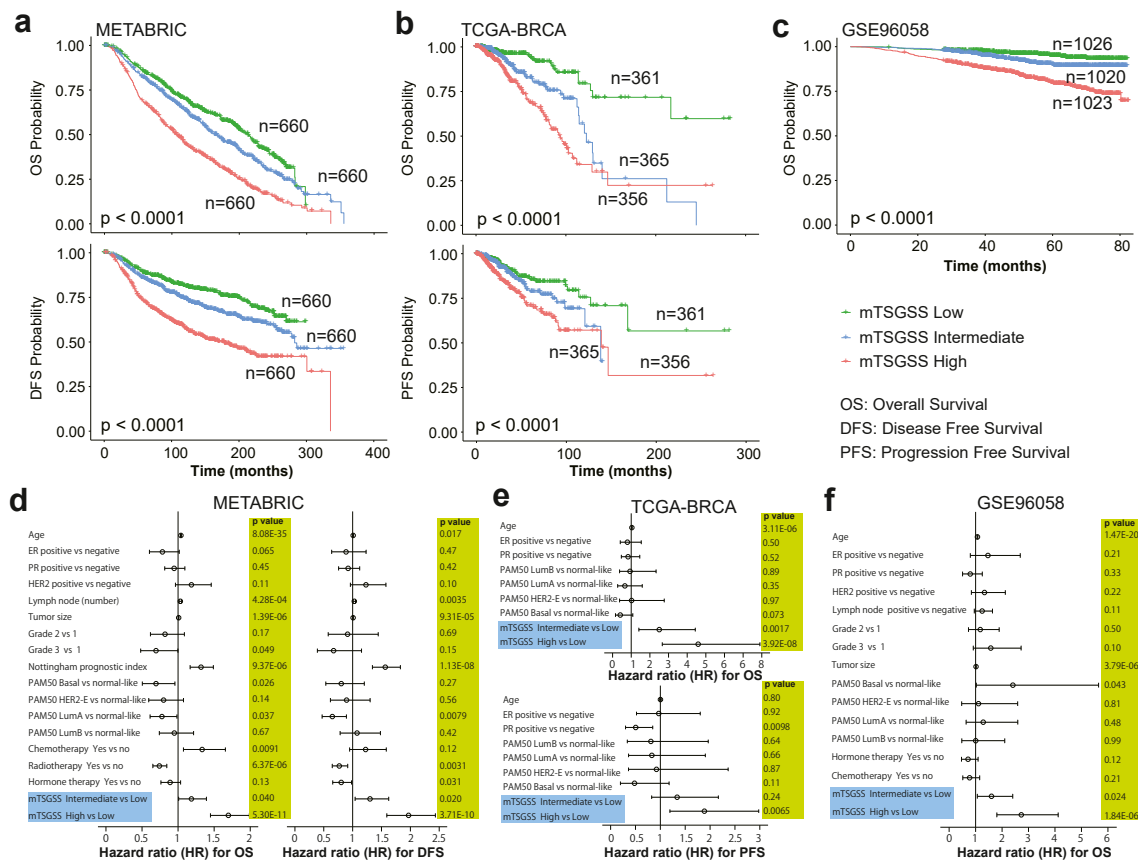 a
METABRIC
OS Probability
1.00
0.75
0.50
0.25
0.00
n=660
n=660
n=660
p < 0.0001
DFS Probability
1.00
0.75
0.50
0.25
0.00
n=660
n=660
n=660
p < 0.0001
0 100 200 300 400
Time (months)
b
TCGA-BRCA
OS Probability
1.00
0.75
0.50
0.25
0.00
n=361
n=365
n=356
p < 0.0001
PFS Probability
1.00
0.75
0.50
0.25
0.00
n=361
n=365
n=356
p < 0.0001
0 100 200 300
Time (months)
c
GSE96058
OS Probability
1.00
0.75
0.50
0.25
0.00
n=1026
n=1020
n=1023
p < 0.0001
0 20 40 60 80
Time (months)
mTSGSS Low
mTSGSS Intermediate
mTSGSS High
OS: Overall Survival
DFS: Disease Free Survival
PFS: Progression Free Survival
d
METABRIC
p value p value
Age 8.08E-35 0.017
ER positive vs negative 0.065 0.47
PR positive vs negative 0.45 0.42
HER2 positive vs negative 0.11 0.10
Lymph node (number) 4.28E-04 0.0035
Tumor size 1.39E-06 9.31E-05
Grade 2 vs 1 0.17 0.69
Grade 3 vs 1 0.049 0.15
Nottingham prognostic index 9.37E-06 1.13E-08
PAM50 Basal vs normal-like 0.026 0.27
PAM50 HER2-E vs normal-like 0.14 0.56
PAM50 LumA vs normal-like 0.037 0.0079
PAM50 LumB vs normal-like 0.67 0.42
Chemotherapy Yes vs no 0.0091 0.12
Radiotherapy Yes vs no 6.37E-06 0.0031
Hormone therapy Yes vs no 0.13 0.031
mTSGSS Intermediate vs Low 0.040 0.020
mTSGSS High vs Low 5.30E-11 3.71E-10
0 0.5 1 1.5 2 0 0.5 1 1.5 2 2.5
Hazard ratio (HR) for OS Hazard ratio (HR) for DFS
e
TCGA-BRCA
p value
Age 3.11E-06
ER positive vs negative 0.50
PR positive vs negative 0.52
PAM50 LumB vs normal-like 0.89
PAM50 LumA vs normal-like 0.35
PAM50 HER2-E vs normal-like 0.97
PAM50 Basal vs normal-like 0.073
mTSGSS Intermediate vs Low 0.0017
mTSGSS High vs Low 3.92E-08
0 1 2 3 4 5 6 7 8
Hazard ratio (HR) for OS
p value
Age 0.80
ER positive vs negative 0.92
PR positive vs negative 0.0098
PAM50 LumB vs normal-like 0.64
PAM50 LumA vs normal-like 0.66
PAM50 HER2-E vs normal-like 0.87
PAM50 Basal vs normal-like 0.11
mTSGSS Intermediate vs Low 0.24
mTSGSS High vs Low 0.0065
0 0.5 1 1.5 2 2.5 3
Hazard ratio (HR) for PFS
f
GSE96058
p value
Age 1.47E-20
ER positive vs negative 0.21
PR positive vs negative 0.33
HER2 positive vs negative 0.22
Lymph node positive vs negative 0.11
Grade 2 vs 1 0.50
Grade 3 vs 1 0.10
Tumor size 3.79E-06
PAM50 Basal vs normal-like 0.043
PAM50 HER2-E vs normal-like 0.81
PAM50 LumA vs normal-like 0.48
PAM50 LumB vs normal-like 0.99
Hormone therapy Yes vs no 0.12
Chemotherapy Yes vs no 0.21
mTSGSS Intermediate vs Low 0.024
mTSGSS High vs Low 1.84E-06
0 1 2 3 4 5 6
Hazard ratio (HR) for OS